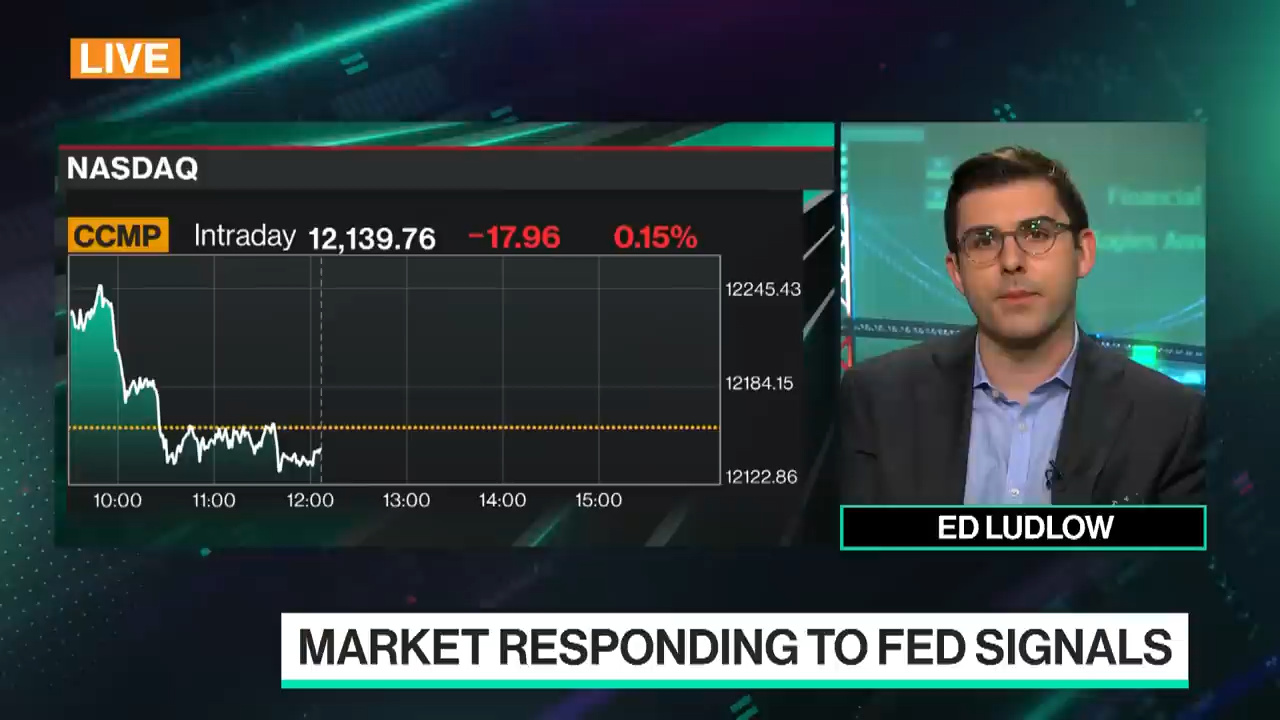 LIVE
NASDAQ
CCMP Intraday 12,139.76 -17.96 0.15%
12245.43
12184.15
12122.86
10:00 11:00 12:00 13:00 14:00 15:00
Financial
ED LUDLOW
MARKET RESPONDING TO FED SIGNALS